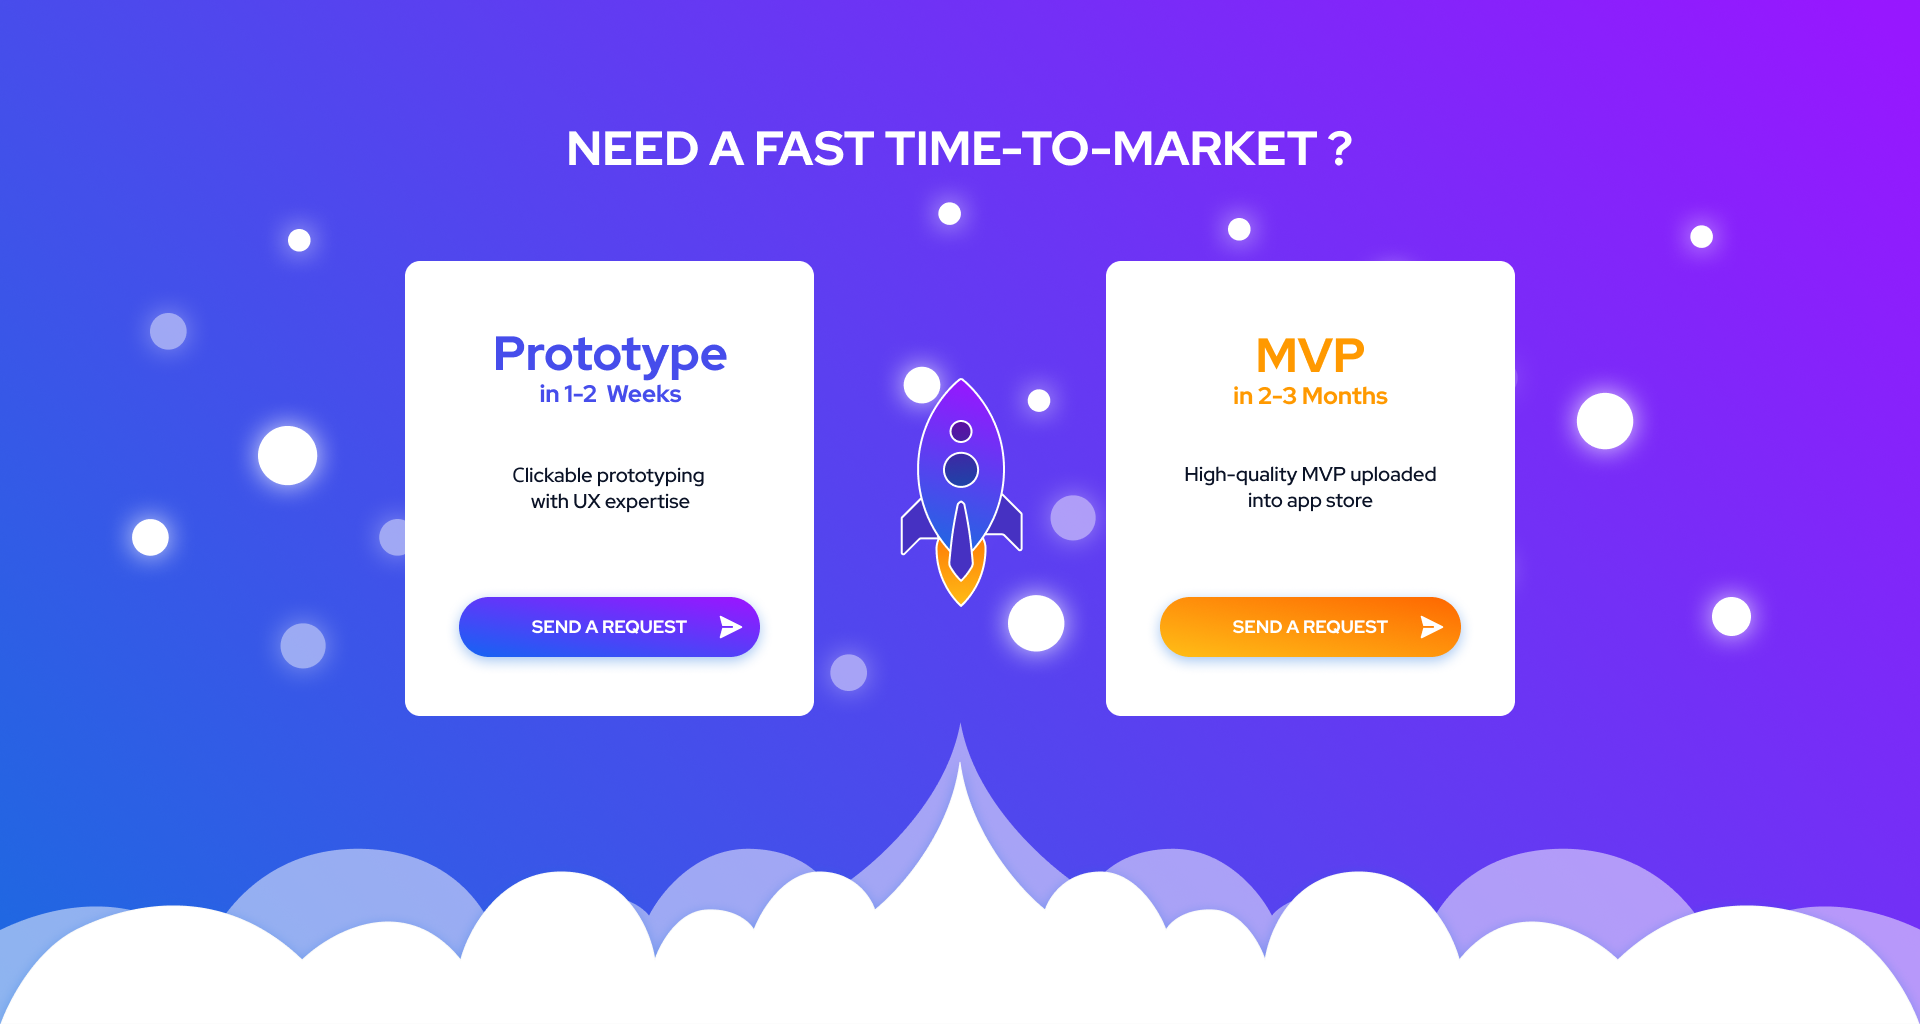 NEED A FAST TIME-TO-MARKET ?
Prototype
in 1-2 Weeks
Clickable prototyping
with UX expertise
SEND A REQUEST
MVP
in 2-3 Months
High-quality MVP uploaded
into app store
SEND A REQUEST